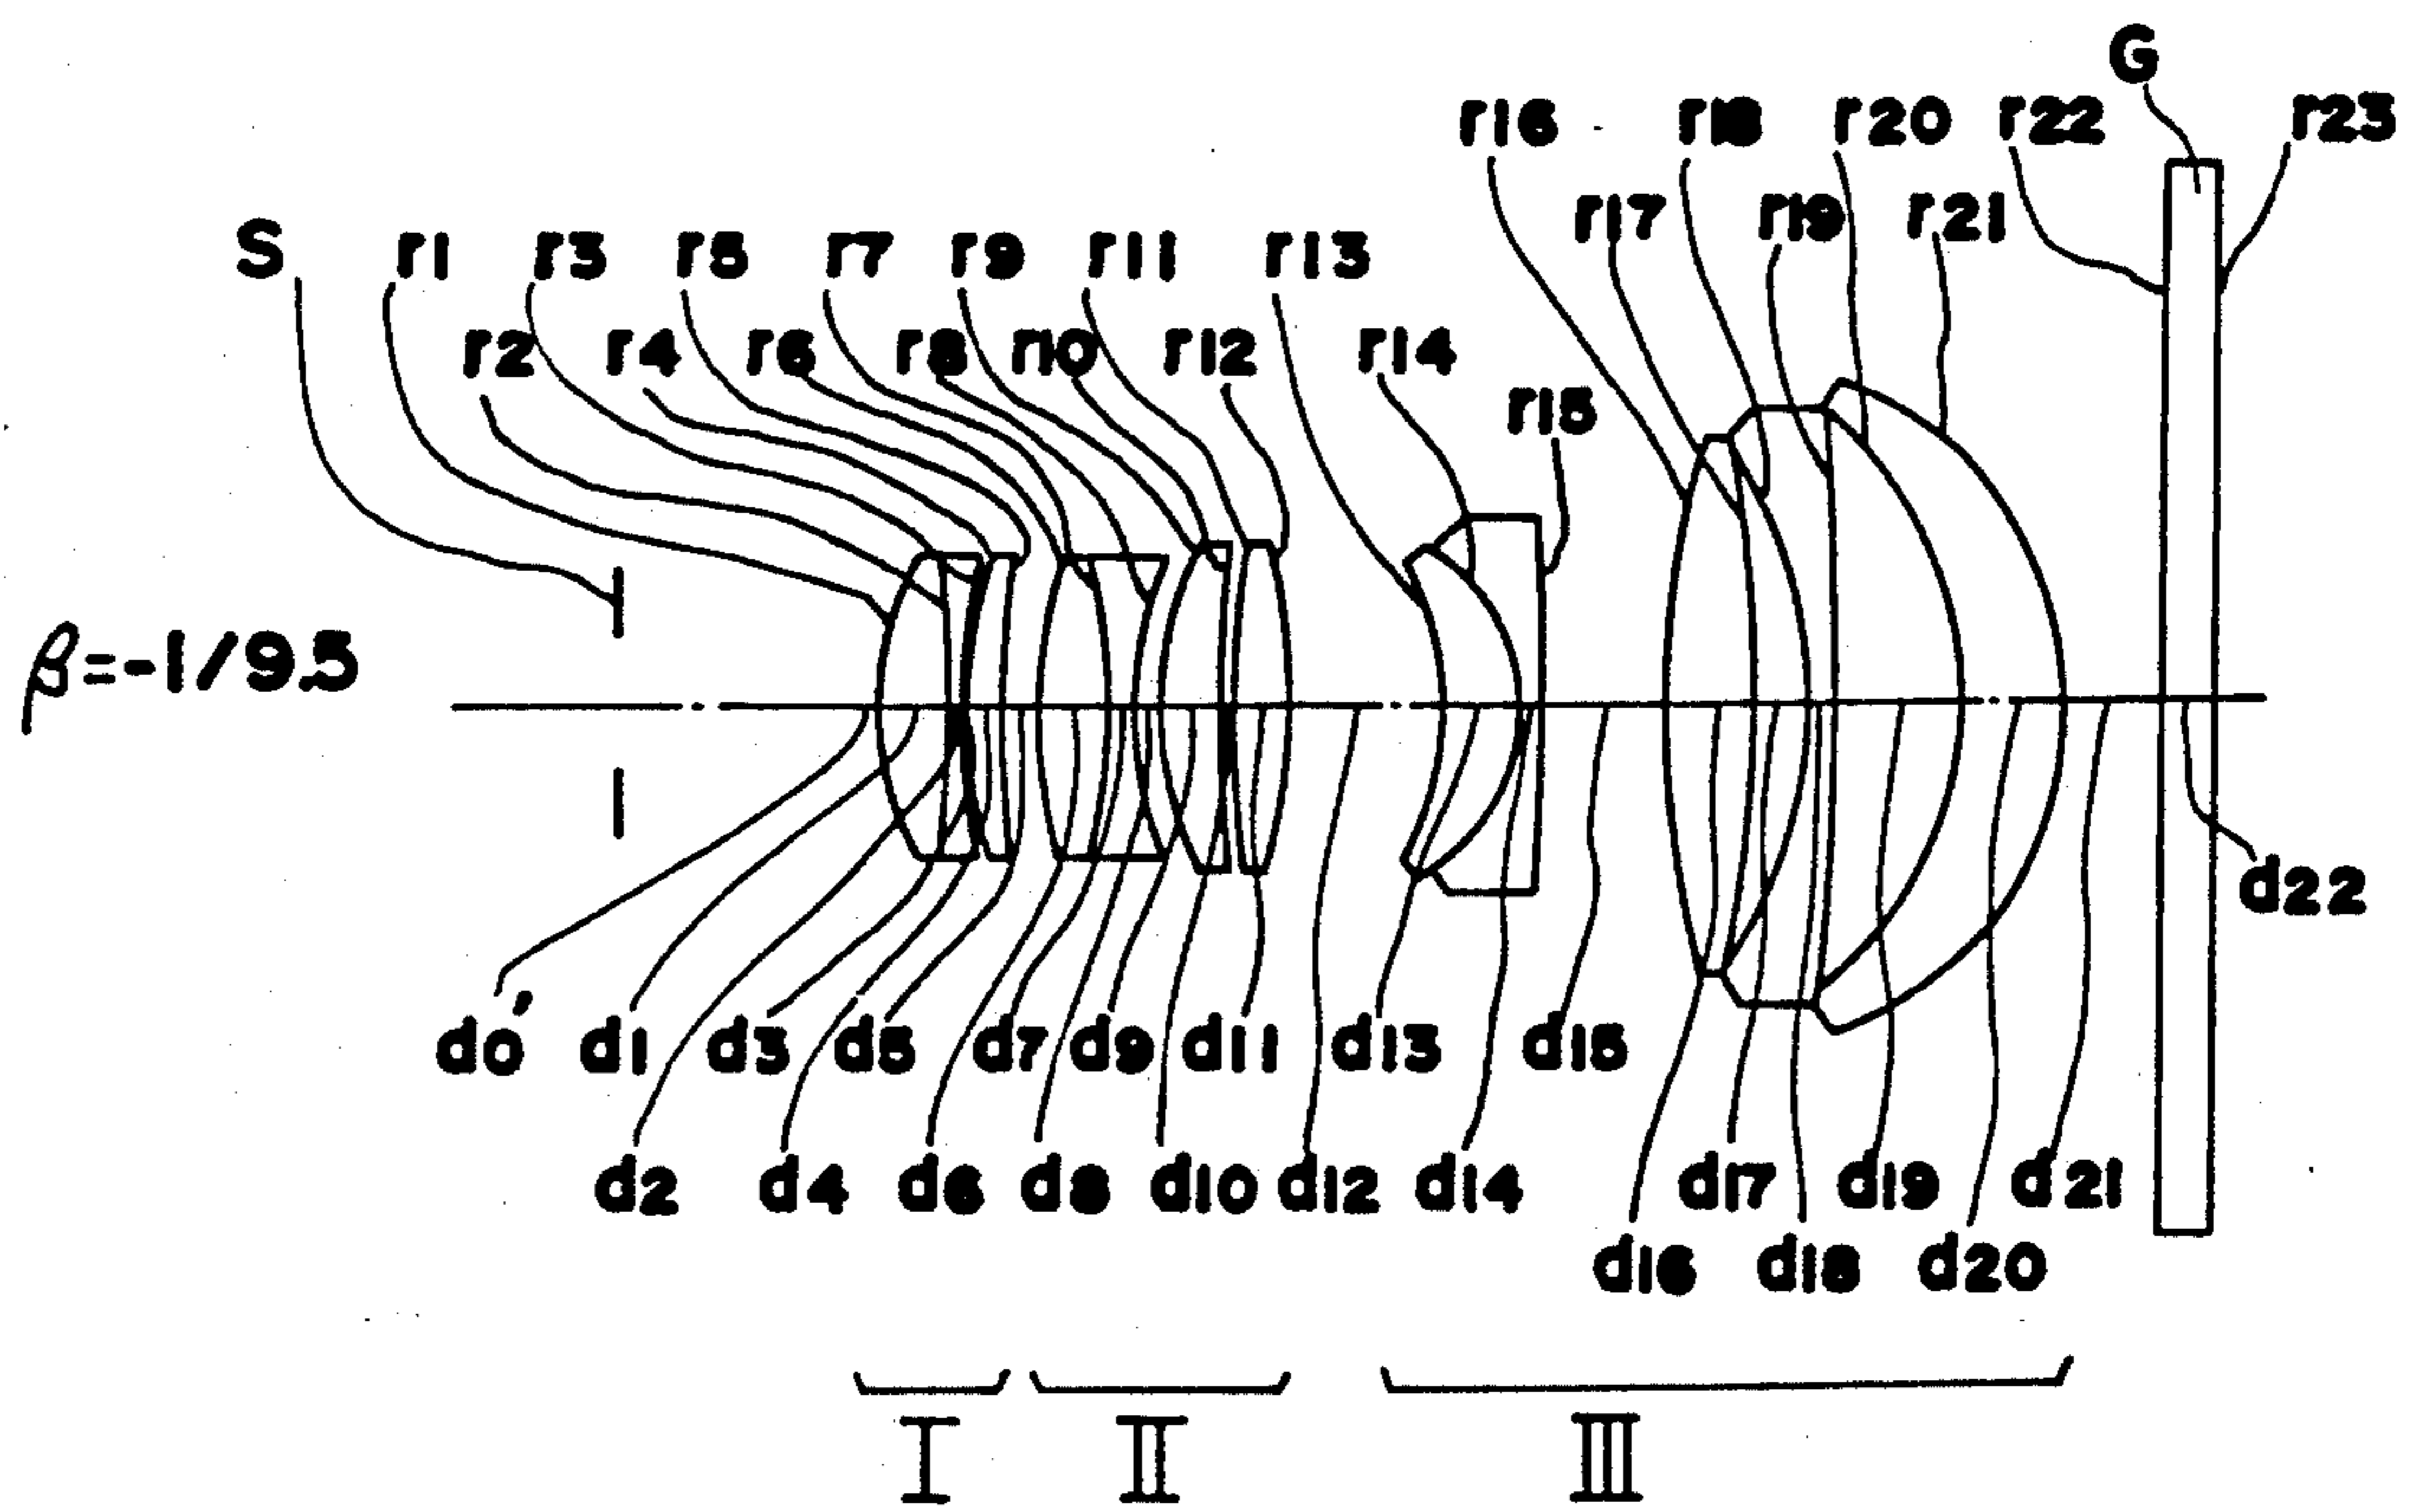 G
r16 r18 r20 r22 r23
r17 r19 r21
S r1 r3 r5 r7 r9 r11 r13
r2 r4 r6 r8 r10 r12 r14
r15
β=-1/9.5
d22
d0' d1 d3 d5 d7 d9 d11 d13 d15
d2 d4 d6 d8 d10 d12 d14 d17 d19 d21
d16 d18 d20
I II III